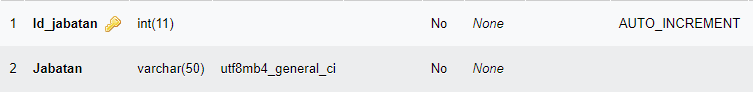 1 Id_jabatan int(11) No None AUTO_INCREMENT
2 Jabatan varchar(50) utf8mb4_general_ci No None